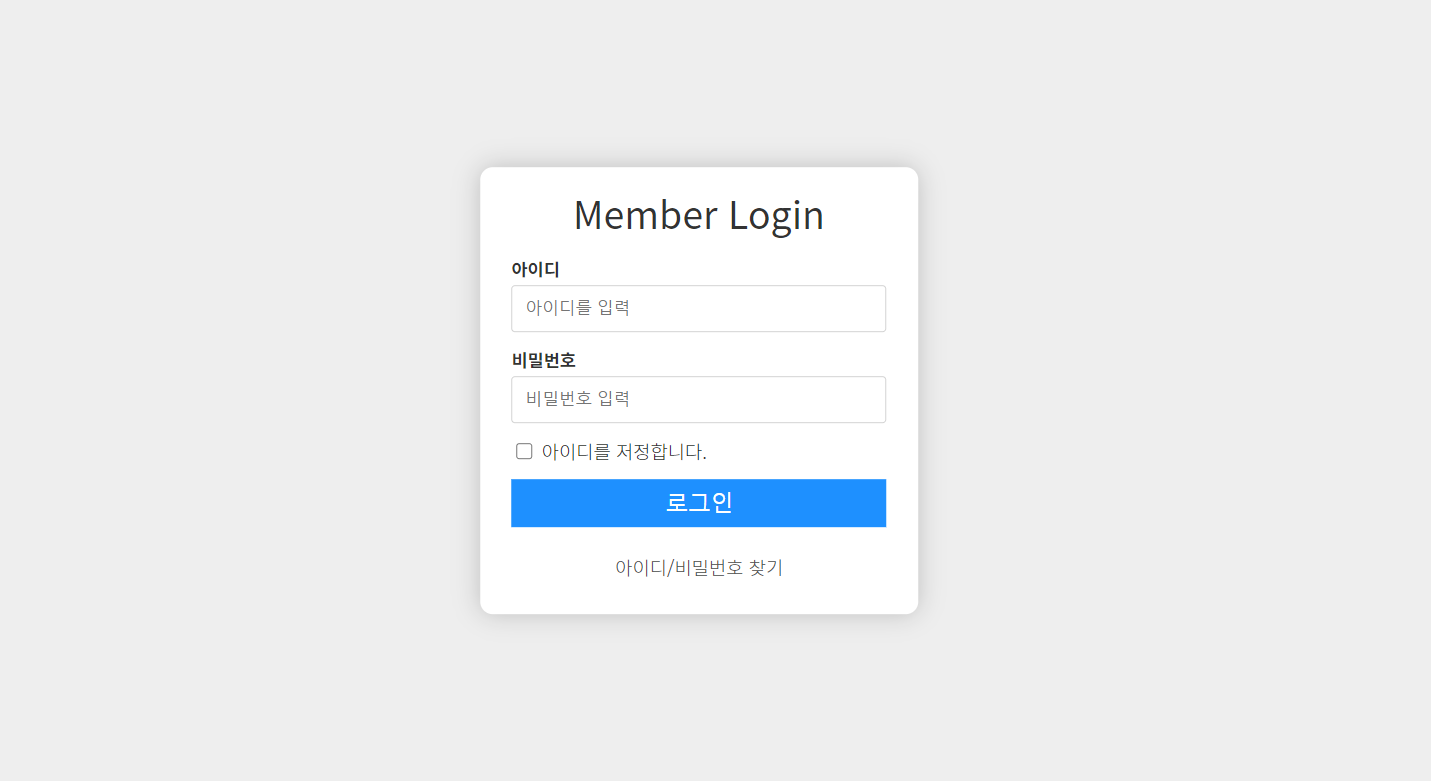 Member Login
아이디
아이디를 입력
비밀번호
비밀번호 입력
아이디를 저정합니다.
로그인
아이디/비밀번호 찾기